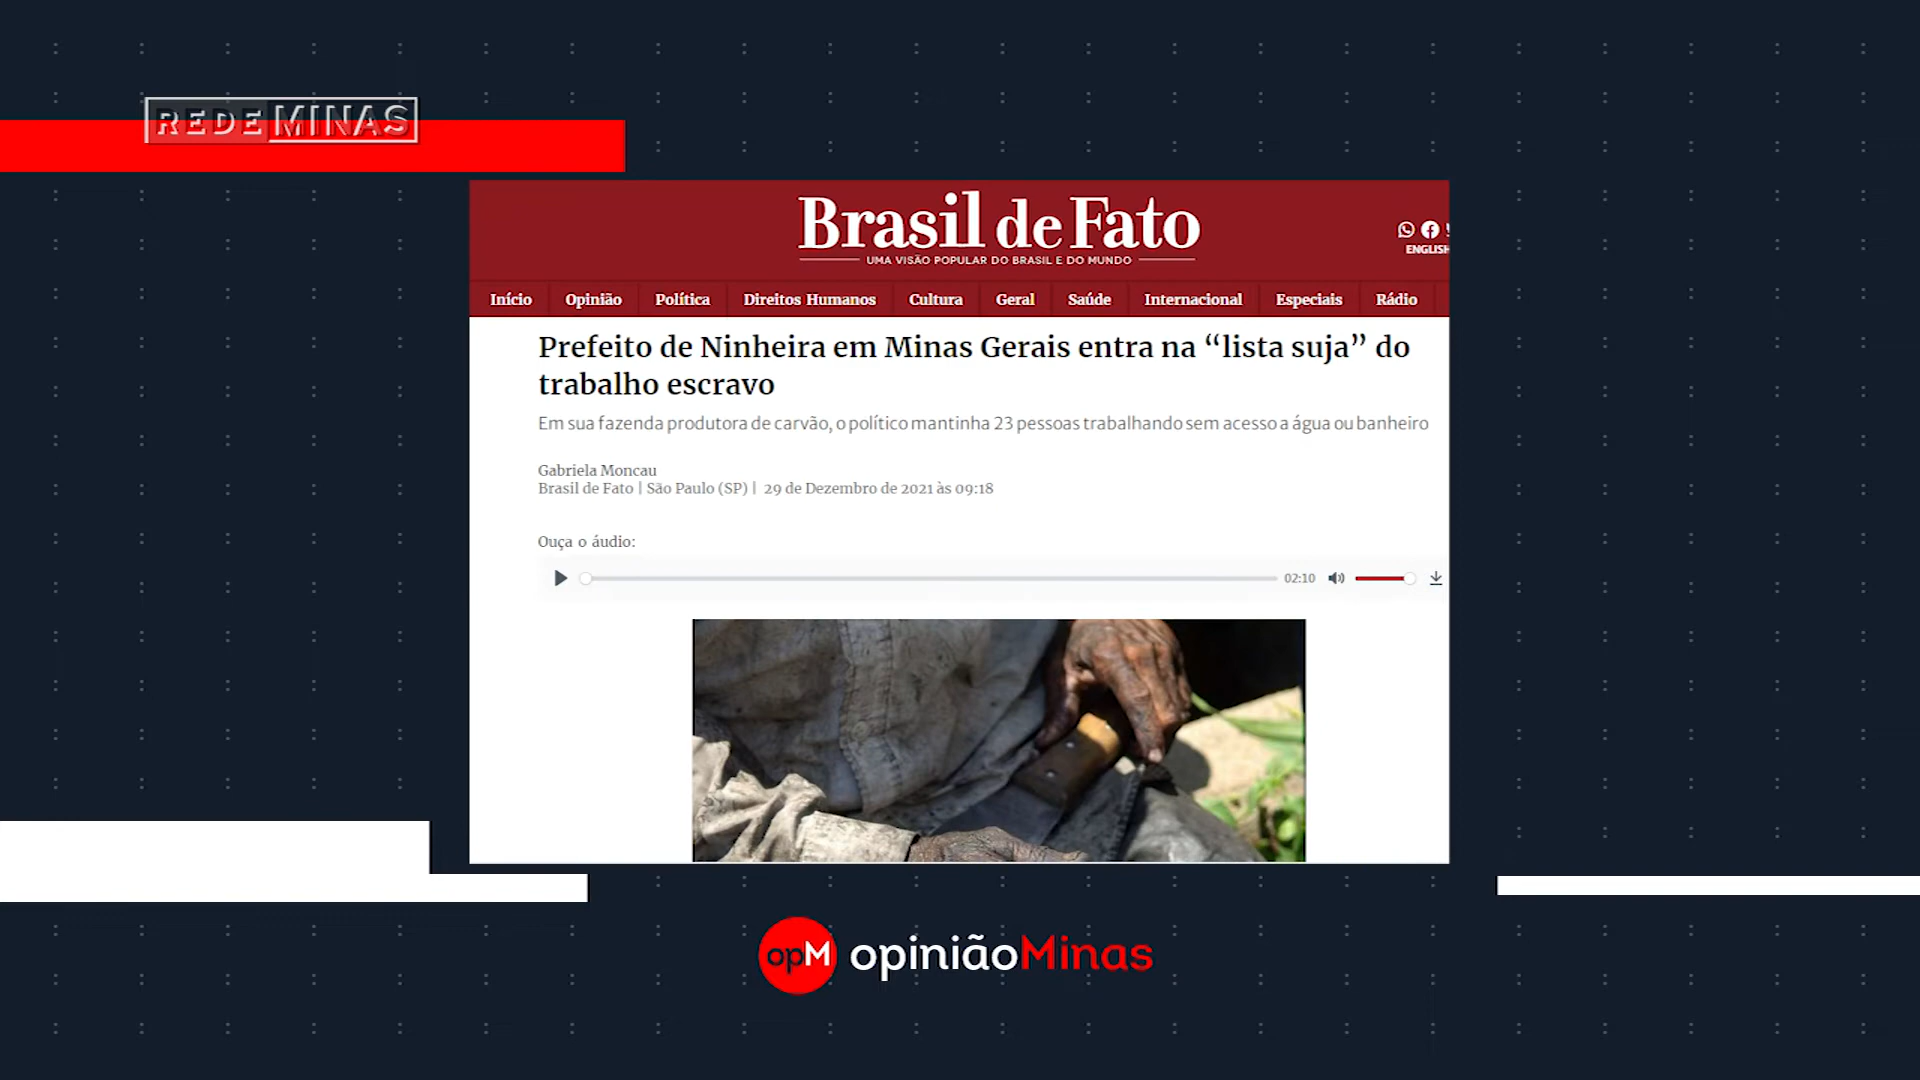 REDE MINAS
Brasil de Fato
UMA VISÃO POPULAR DO BRASIL E DO MUNDO
ENGLISH
Início Opinião Política Direitos Humanos Cultura Geral Saúde Internacional Especiais Rádio
Prefeito de Ninheira em Minas Gerais entra na “lista suja” do
trabalho escravo
Em sua fazenda produtora de carvão, o político mantinha 23 pessoas trabalhando sem acesso a água ou banheiro
Gabriela Moncau
Brasil de Fato | São Paulo (SP) | 29 de Dezembro de 2021 às 09:18
Ouça o áudio:
02:10
opM opiniãoMinas